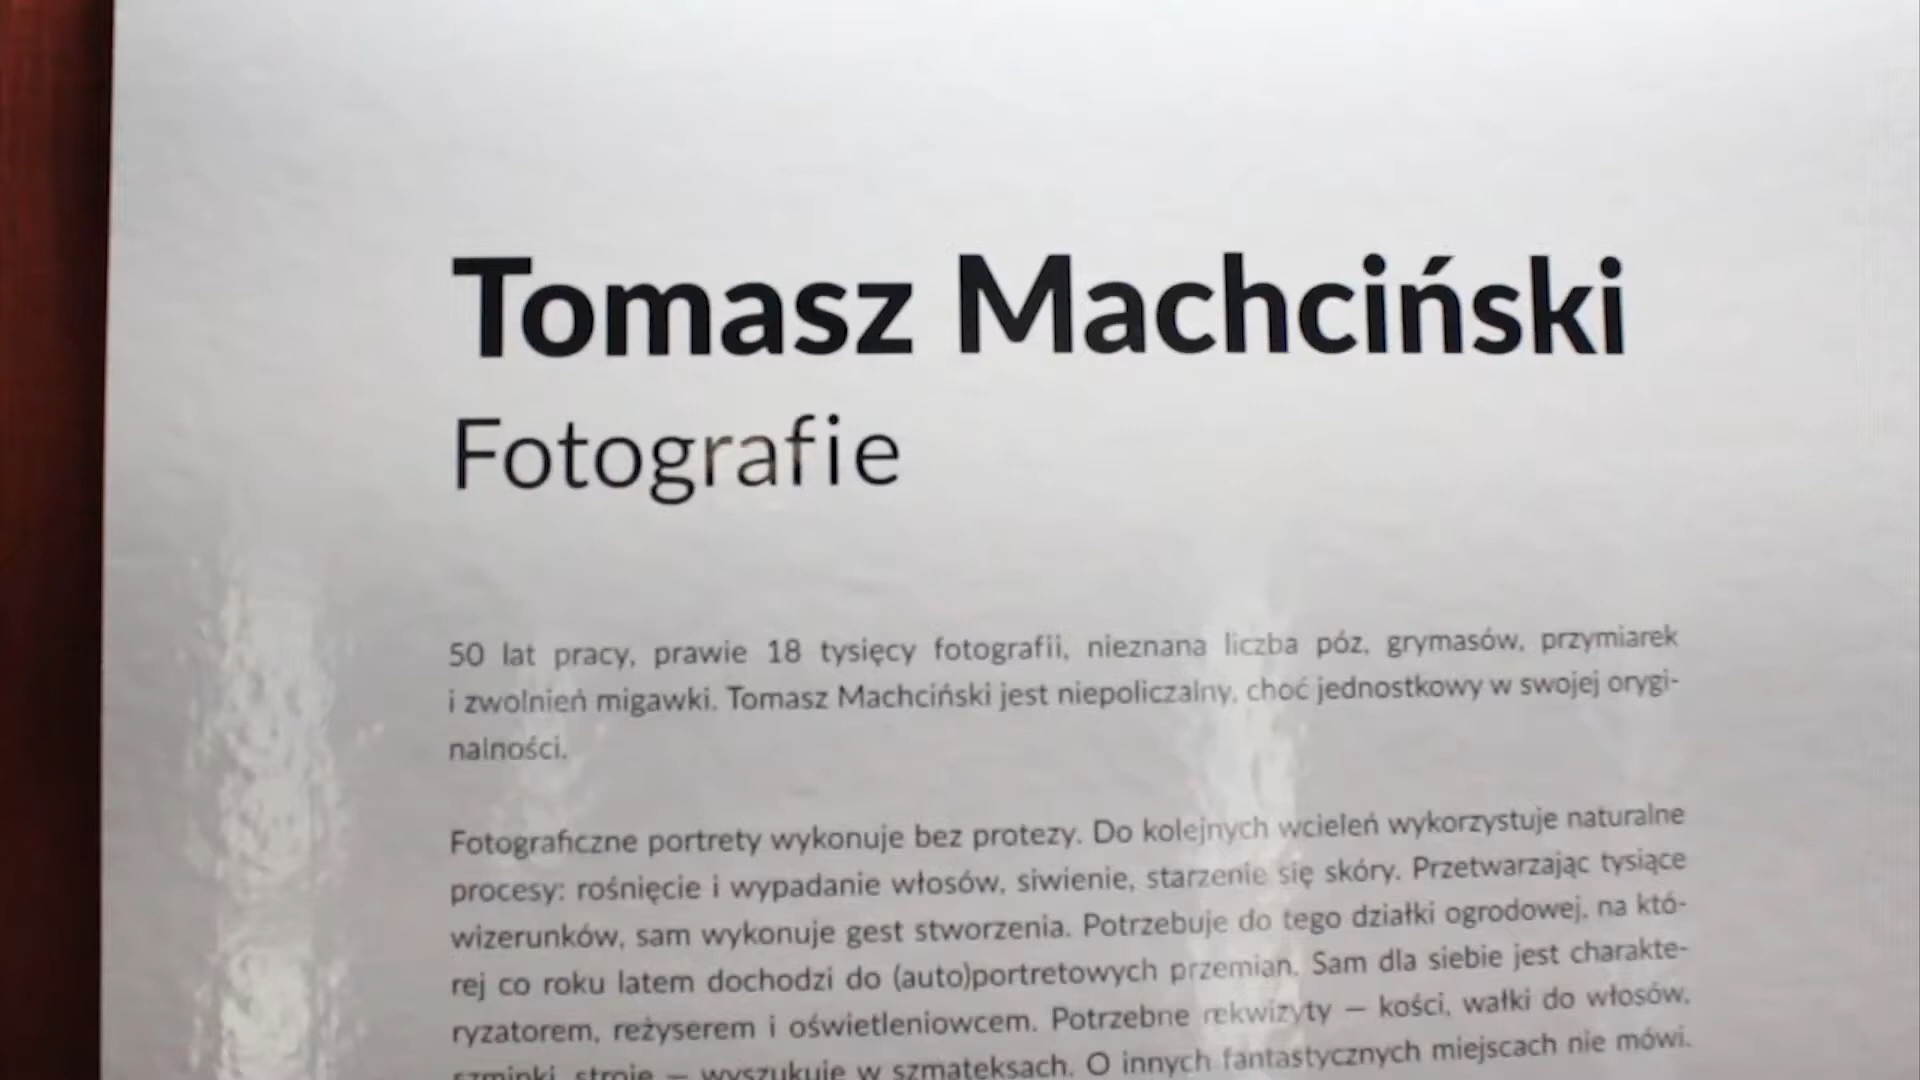 Tomasz Machciński
Fotografie
50 lat pracy, prawie 18 tysięcy fotografii, nieznana liczba póz, grymasów, przymiarek
i zwolnień migawki. Tomasz Machciński jest niepoliczalny, choć jednostkowy w swojej orygi-
nalności.
Fotograficzne portrety wykonuje bez protezy. Do kolejnych wcieleń wykorzystuje naturalne
procesy: rośnięcie i wypadanie włosów, siwienie, starzenie się skóry. Przetwarzając tysiące
wizerunków, sam wykonuje gest stworzenia. Potrzebuje do tego działki ogrodowej, na któ-
rej co roku latem dochodzi do (auto)portretowych przemian. Sam dla siebie jest charakte-
ryzatorem, reżyserem i oświetleniowcem. Potrzebne rekwizyty — kości, wałki do włosów,
szminki, stroje — wyszukuje w szmateksach. O innych fantastycznych miejscach nie mówi.